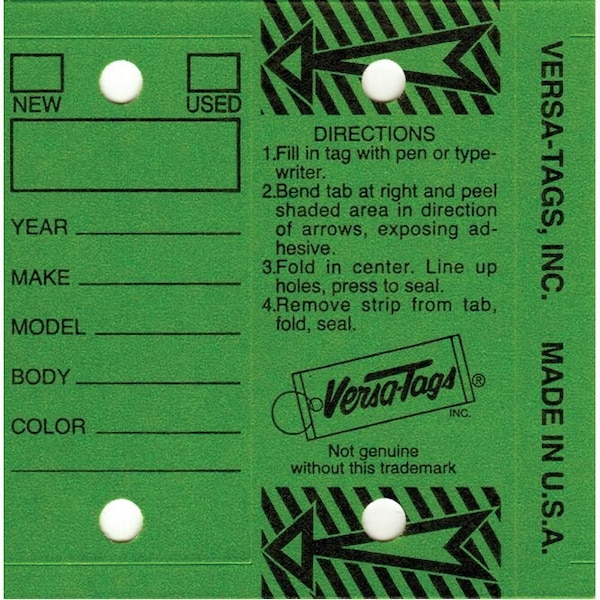 NEW
USED
YEAR
MAKE
MODEL
BODY
COLOR
DIRECTIONS
1.Fill in tag with pen or type-
writer.
2.Bend tab at right and peel
shaded area in direction
of arrows, exposing ad-
hesive.
3.Fold in center. Line up
holes, press to seal.
4.Remove strip from tab,
fold, seal.
Versa-Tags ®
INC.
Not genuine
without this trademark
VERSA-TAGS, INC. MADE IN U.S.A.